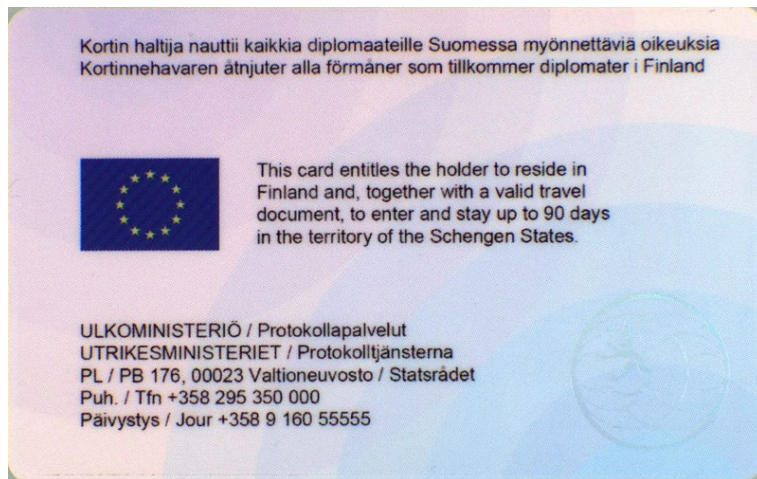 Kortin haltija nauttii kaikkia diplomaateille Suomessa myönnettäviä oikeuksia
Kortinnehavaren åtnjuter alla förmåner som tillkommer diplomater i Finland
This card entitles the holder to reside in
Finland and, together with a valid travel
document, to enter and stay up to 90 days
in the territory of the Schengen States.
ULKOMINISTERIÖ / Protokollapalvelut
UTRIKESMINISTERIET / Protokolltjänsterna
PL / PB 176, 00023 Valtioneuvosto / Statsrådet
Puh. / Tfn +358 295 350 000
Päivystys / Jour +358 9 160 55555